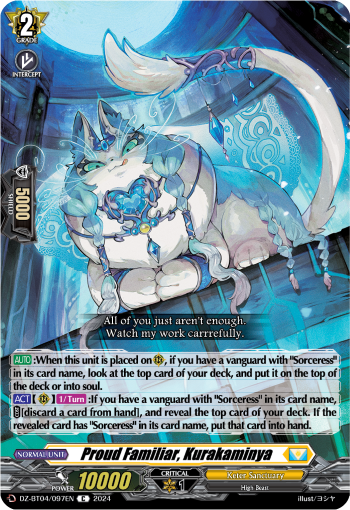 2
GRADE
INTERCEPT
5000
SHIELD
All of you just aren't enough.
Watch my work carrrefully.
AUTO :When this unit is placed on , if you have a vanguard with "Sorceress"
in its card name, look at the top card of your deck, and put it on the top of
the deck or into soul.
ACT【 】 1/Turn :If you have a vanguard with "Sorceress" in its card name,
[discard a card from hand], and reveal the top card of your deck. If the
revealed card has "Sorceress" in its card name, put that card into hand.
NORMAL UNIT
Proud Familiar, Kurakaminya
POWER 10000
CRITICAL
1
Keter Sanctuary
High Beast
DZ-BT04/097EN C 2024
illust/ヨシヤ